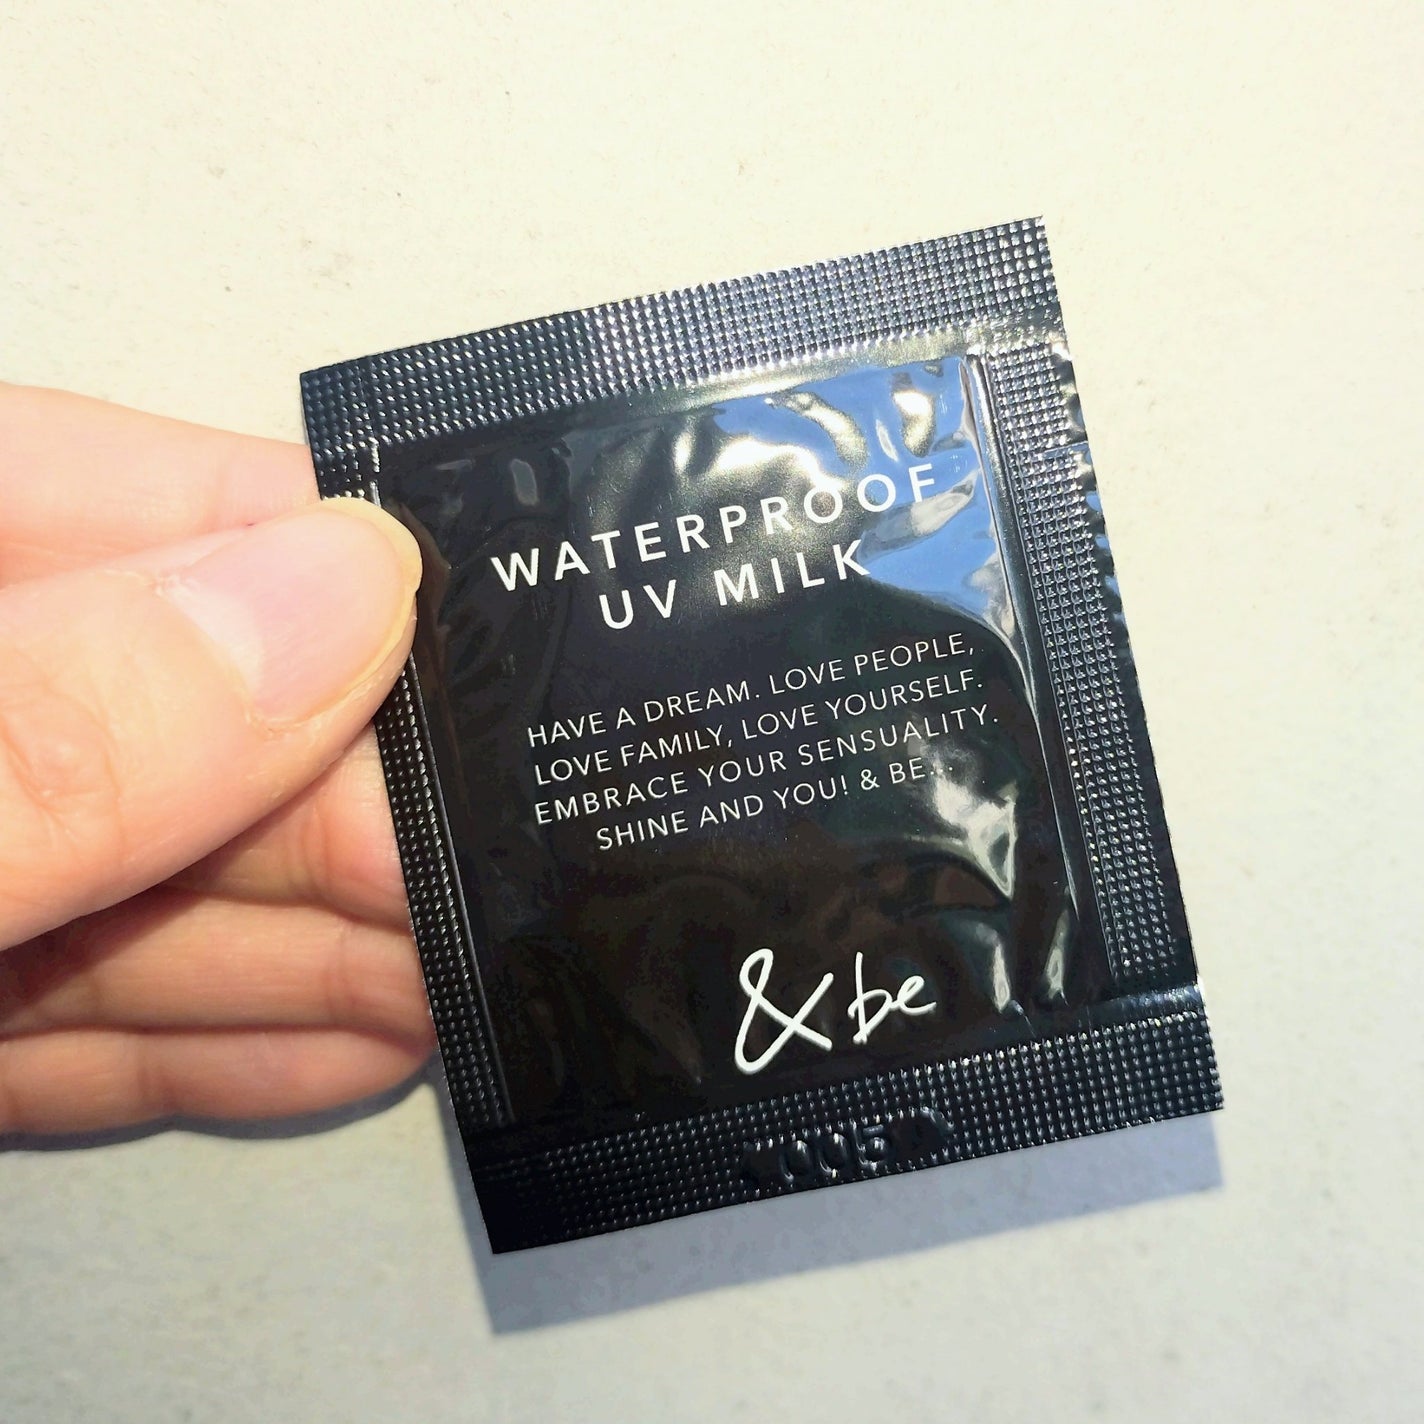 WATERPROOF
UV MILK
HAVE A DREAM. LOVE PEOPLE,
LOVE FAMILY, LOVE YOURSELF.
EMBRACE YOUR SENSUALITY.
SHINE AND YOU! & BE...
& be